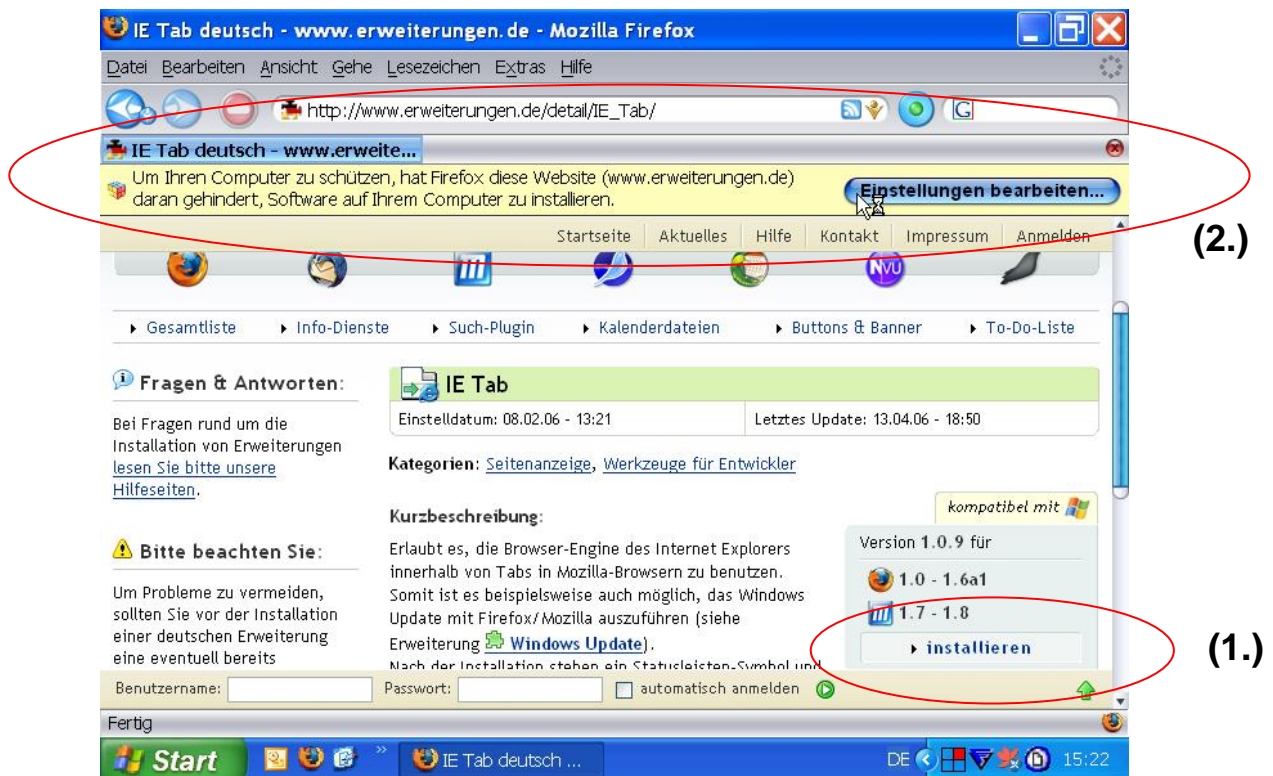 IE Tab deutsch - www.erweiterungen.de - Mozilla Firefox
Datei Bearbeiten Ansicht Gehe Lesezeichen Extras Hilfe
http://www.erweiterungen.de/detail/IE_Tab/
G
IE Tab deutsch - www.erweite...
Um Ihren Computer zu schützen, hat Firefox diese Website (www.erweiterungen.de)
daran gehindert, Software auf Ihrem Computer zu installieren.
Einstellungen bearbeiten...
(2.)
Startseite Aktuelles Hilfe Kontakt Impressum Anmelden
m NVU
Gesamtliste Info-Dienste Such-Plugin Kalenderdateien Buttons & Banner To-Do-Liste
Fragen & Antworten:
Bei Fragen rund um die
Installation von Erweiterungen
lesen Sie bitte unsere
Hilfeseiten.
Bitte beachten Sie:
Um Probleme zu vermeiden,
sollten Sie vor der Installation
einer deutschen Erweiterung
eine eventuell bereits
IE Tab
Einstelldatum: 08.02.06 - 13:21
Letztes Update: 13.04.06 - 18:50
Kategorien: Seitenanzeige, Werkzeuge für Entwickler
Kurzbeschreibung:
Erlaubt es, die Browser-Engine des Internet Explorers
innerhalb von Tabs in Mozilla-Browsern zu benutzen.
Somit ist es beispielsweise auch möglich, das Windows
Update mit Firefox/Mozilla auszuführen (siehe
Erweiterung Windows Update).
Nach der Installation stehen ein Statusleisten-Symbol und
kompatibel mit
Version 1.0.9 für
1.0 - 1.6a1
m 1.7 - 1.8
installieren
(1.)
Benutzername: Passwort: automatisch anmelden
Fertig
Start » IE Tab deutsch ... DE 15:22